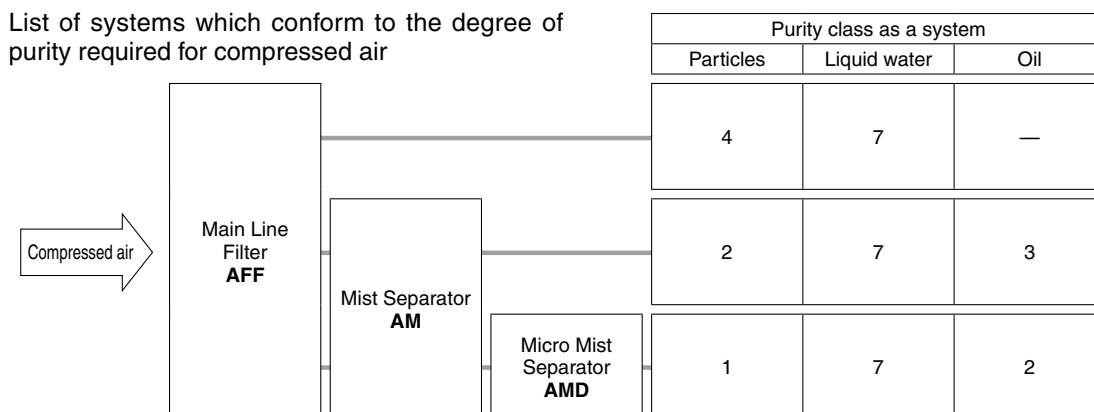 List of systems which conform to the degree of
purity required for compressed air
Purity class as a system
Particles Liquid water Oil
4 7 —
Compressed air
Main Line
Filter
AFF
2 7 3
Mist Separator
AM
Micro Mist
Separator
AMD
1 7 2